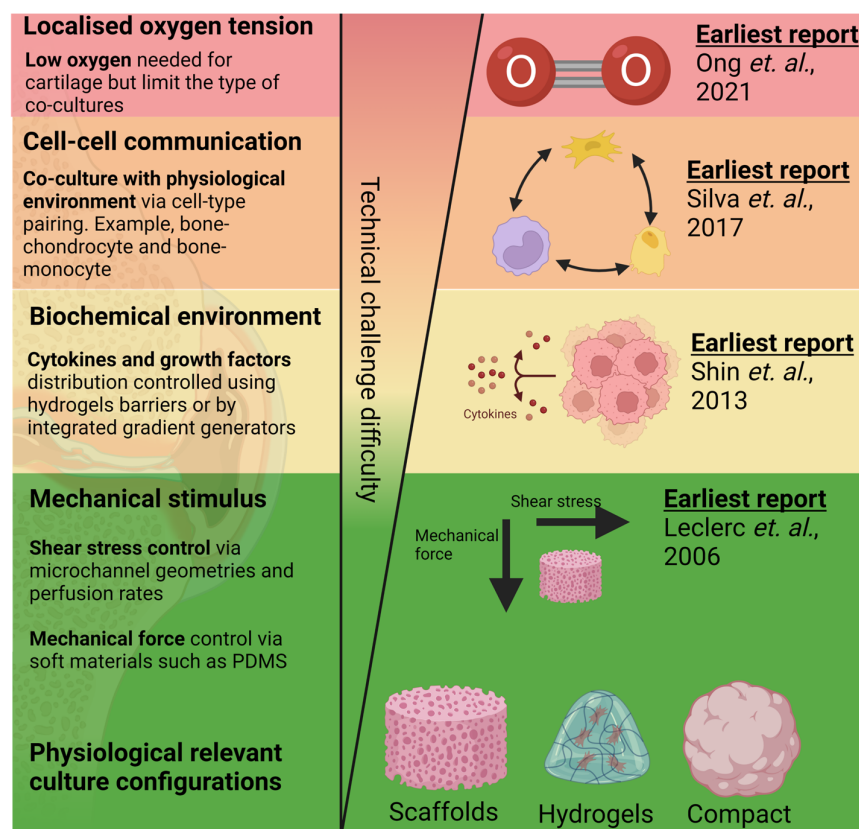 Localised oxygen tension
Low oxygen needed for
cartilage but limit the type of
co-cultures
O
O
Earliest report
Ong et. al.,
2021
Cell-cell communication
Co-culture with physiological
environment via cell-type
pairing. Example, bone-
chondrocyte and bone-
monocyte
Earliest report
Silva et. al.,
2017
Technical challenge difficulty
Biochemical environment
Cytokines and growth factors
distribution controlled using
hydrogels barriers or by
integrated gradient generators
Cytokines
Earliest report
Shin et. al.,
2013
Mechanical stimulus
Shear stress control via
microchannel geometries and
perfusion rates
Mechanical force control via
soft materials such as PDMS
Shear stress
Mechanical
force
Earliest report
Leclerc et. al.,
2006
Physiological relevant
culture configurations
Scaffolds
Hydrogels
Compact